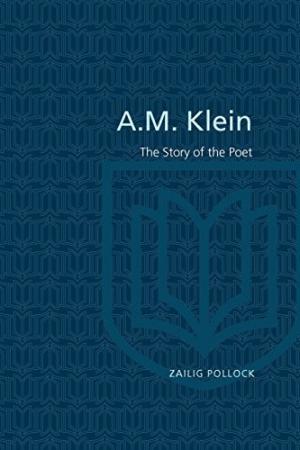 A.M. Klein
The Story of the Poet
ZAILIG POLLOCK